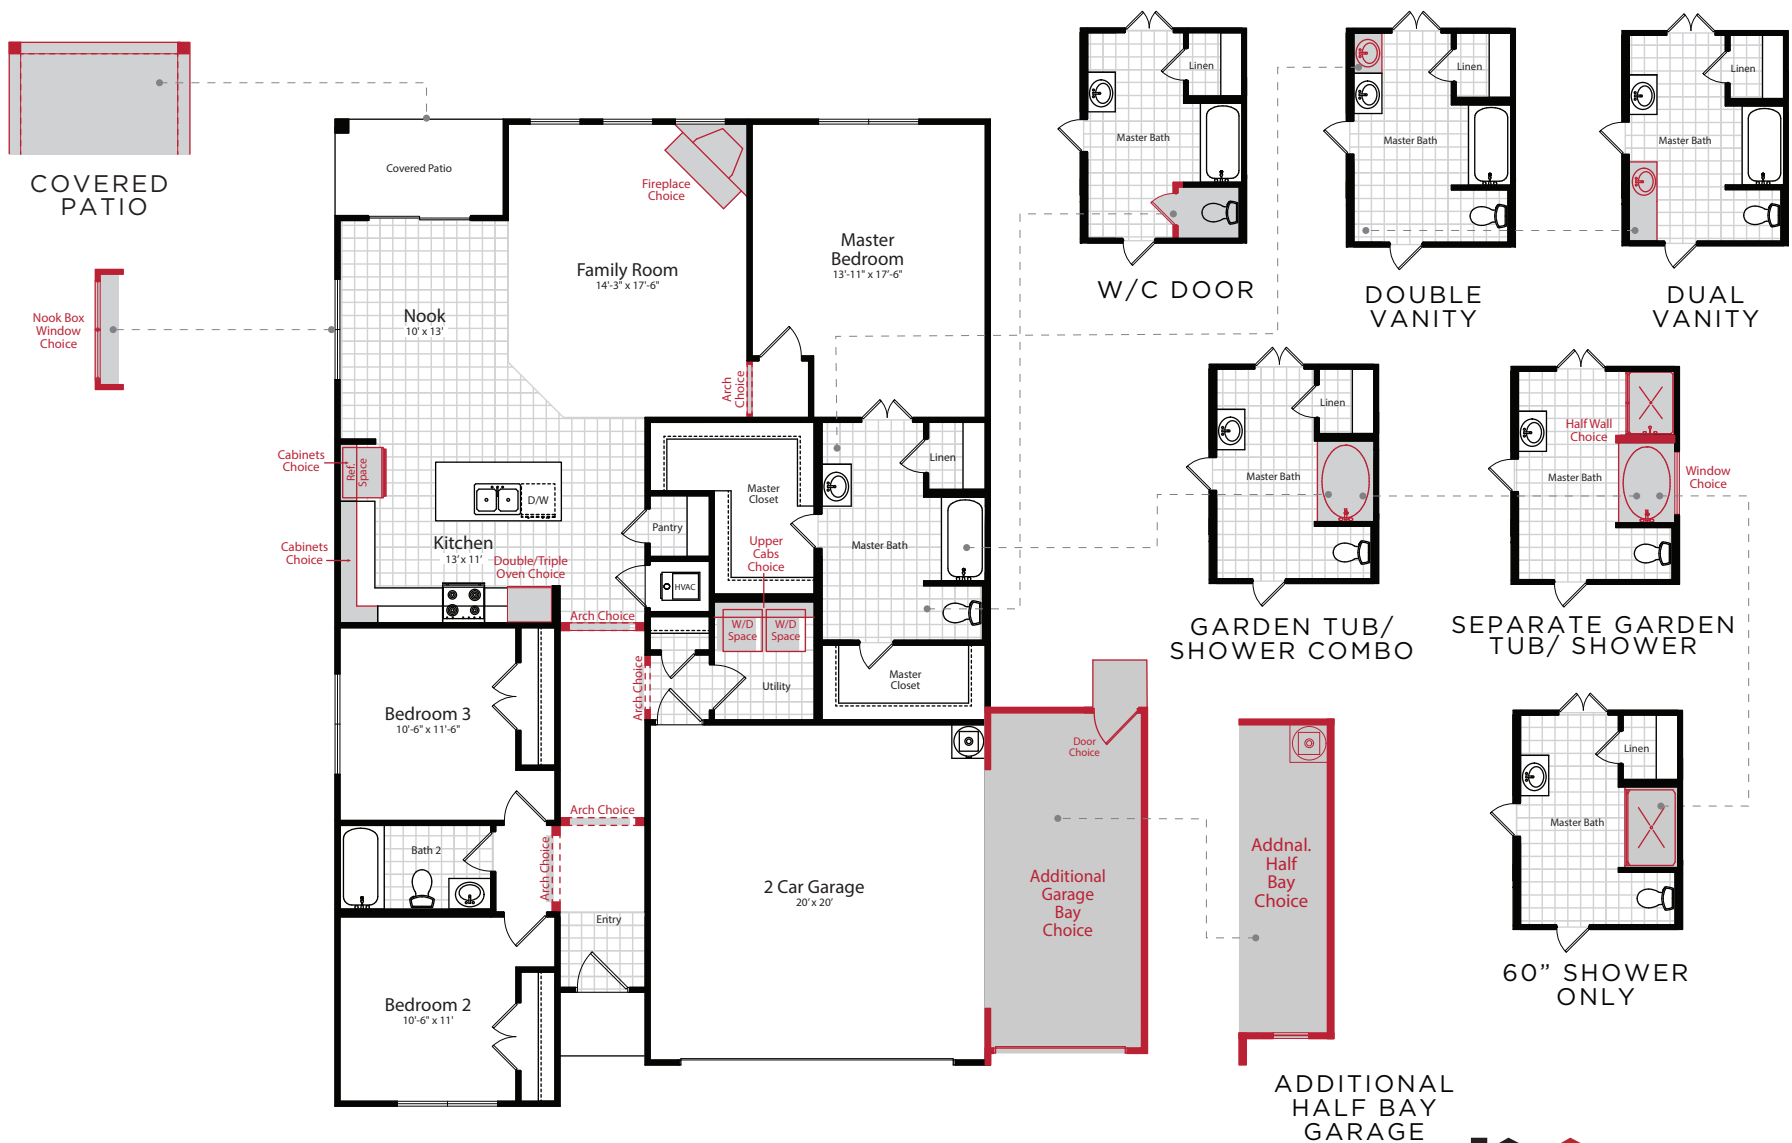 COVERED
PATIO
Nook Box
Window
Choice
Covered Patio
Fireplace
Choice
Family Room
14'-3" x 17'-6"
Master
Bedroom
13'-11" x 17'-6"
Nook
10' x 13'
Arch
Choice
Cabinets
Choice
Ref.
Space
D/W
Cabinets
Choice
Kitchen
13' x 11'
Double/Triple
Oven Choice
Pantry
HVAC
Master
Closet
Upper
Cabs
Choice
W/D
Space
W/D
Space
Linen
Master Bath
Arch Choice
Arch Choice
Utility
Master
Closet
Bedroom 3
10'-6" x 11'-6"
Arch Choice
Bath 2
Arch Choice
Entry
Bedroom 2
10'-6" x 11'
2 Car Garage
20' x 20'
Door
Choice
Additional
Garage
Bay
Choice
Addnal.
Half
Bay
Choice
ADDITIONAL
HALF BAY
GARAGE
Linen
Master Bath
W/C DOOR
Linen
Master Bath
DOUBLE
VANITY
Linen
Master Bath
DUAL
VANITY
Linen
Master Bath
GARDEN TUB/
SHOWER COMBO
Half Wall
Choice
Master Bath
Window
Choice
SEPARATE GARDEN
TUB/ SHOWER
Linen
Master Bath
60” SHOWER
ONLY